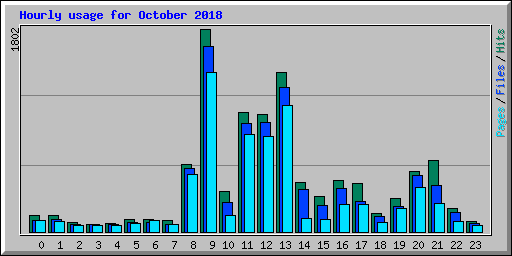 Hourly usage for October 2018
1802
Pages/Files/Hits
0 1 2 3 4 5 6 7 8 9 10 11 12 13 14 15 16 17 18 19 20 21 22 23